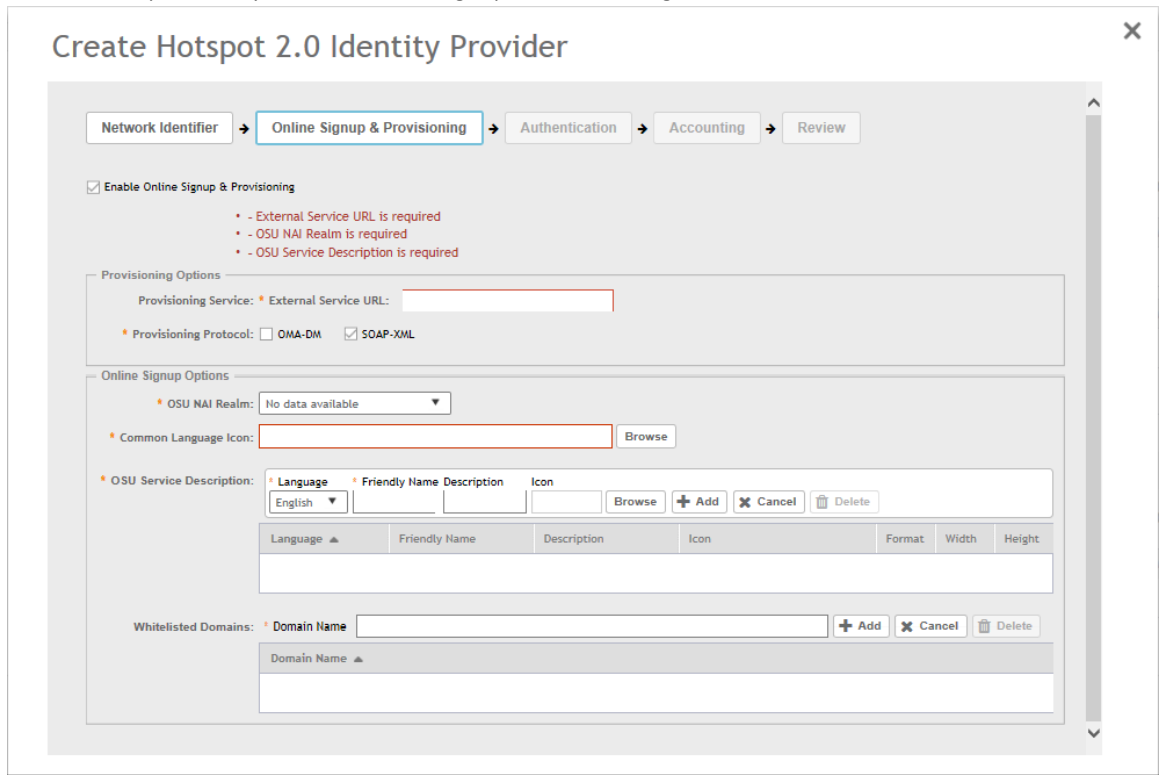 Create Hotspot 2.0 Identity Provider
Network Identifier Online Signup & Provisioning Authentication Accounting Review
Enable Online Signup & Provisioning
• - External Service URL is required
• - OSU NAI Realm is required
• - OSU Service Description is required
Provisioning Options
Provisioning Service: * External Service URL:
* Provisioning Protocol: OMA-DM SOAP-XML
Online Signup Options
* OSU NAI Realm: No data available
* Common Language Icon: Browse
* OSU Service Description: * Language * Friendly Name Description Icon
English Browse Add Cancel Delete
Language Friendly Name Description Icon Format Width Height
Whitelisted Domains: * Domain Name Add Cancel Delete
Domain Name